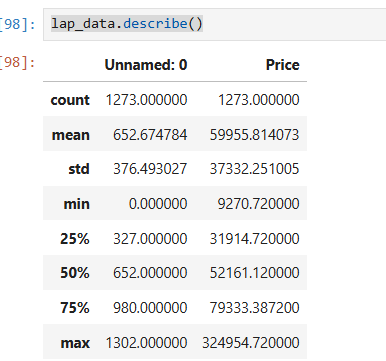 [98]: lap_data.describe()
[98]:
Unnamed: 0 Price
count 1273.000000 1273.000000
mean 652.674784 59955.814073
std 376.493027 37332.251005
min 0.000000 9270.720000
25% 327.000000 31914.720000
50% 652.000000 52161.120000
75% 980.000000 79333.387200
max 1302.000000 324954.720000